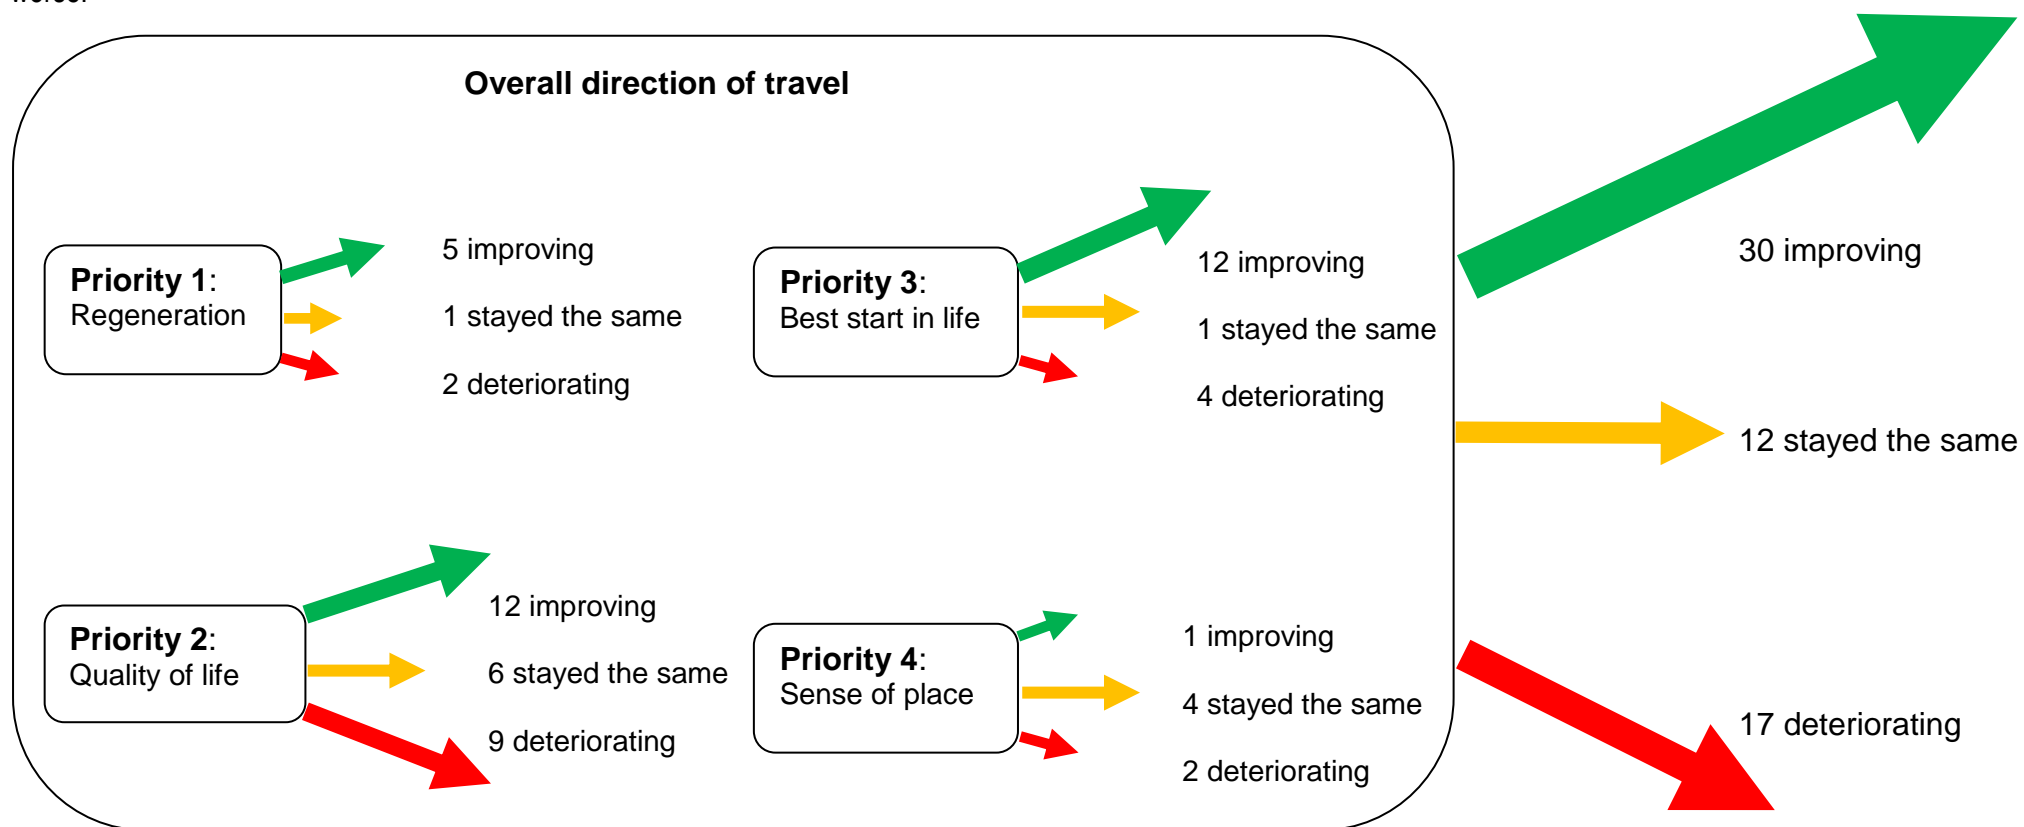 Overall direction of travel
Priority 1:
Regeneration
5 improving
1 stayed the same
2 deteriorating
Priority 3:
Best start in life
12 improving
1 stayed the same
4 deteriorating
Priority 2:
Quality of life
12 improving
6 stayed the same
9 deteriorating
Priority 4:
Sense of place
1 improving
4 stayed the same
2 deteriorating
30 improving
12 stayed the same
17 deteriorating